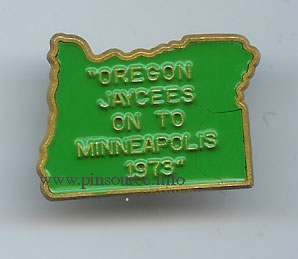 "OREGON
JAYCEES
ON TO
MINNEAPOLIS
1973"
www.pinsource.info